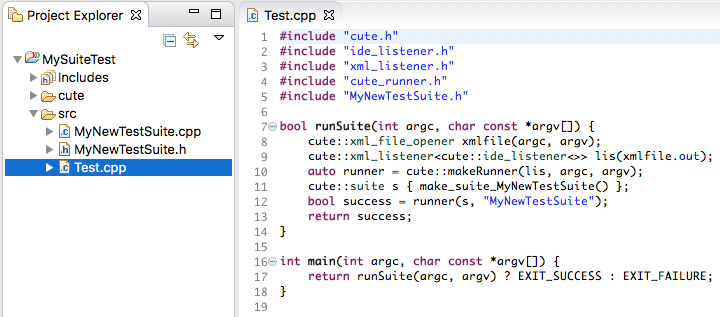 Project Explorer
MySuiteTest
Includes
cute
src
MyNewTestSuite.cpp
MyNewTestSuite.h
Test.cpp
Test.cpp
1 #include "cute.h"
2 #include "ide_listener.h"
3 #include "xml_listener.h"
4 #include "cute_runner.h"
5 #include "MyNewTestSuite.h"
6
7 bool runSuite(int argc, char const *argv[]) {
8     cute::xml_file_opener xmlfile(argc, argv);
9     cute::xml_listener<cute::ide_listener<>> lis(xmlfile.out);
10     auto runner = cute::makeRunner(lis, argc, argv);
11     cute::suite s { make_suite_MyNewTestSuite() };
12     bool success = runner(s, "MyNewTestSuite");
13     return success;
14 }
15
16 int main(int argc, char const *argv[]) {
17     return runSuite(argc, argv) ? EXIT_SUCCESS : EXIT_FAILURE;
18 }
19